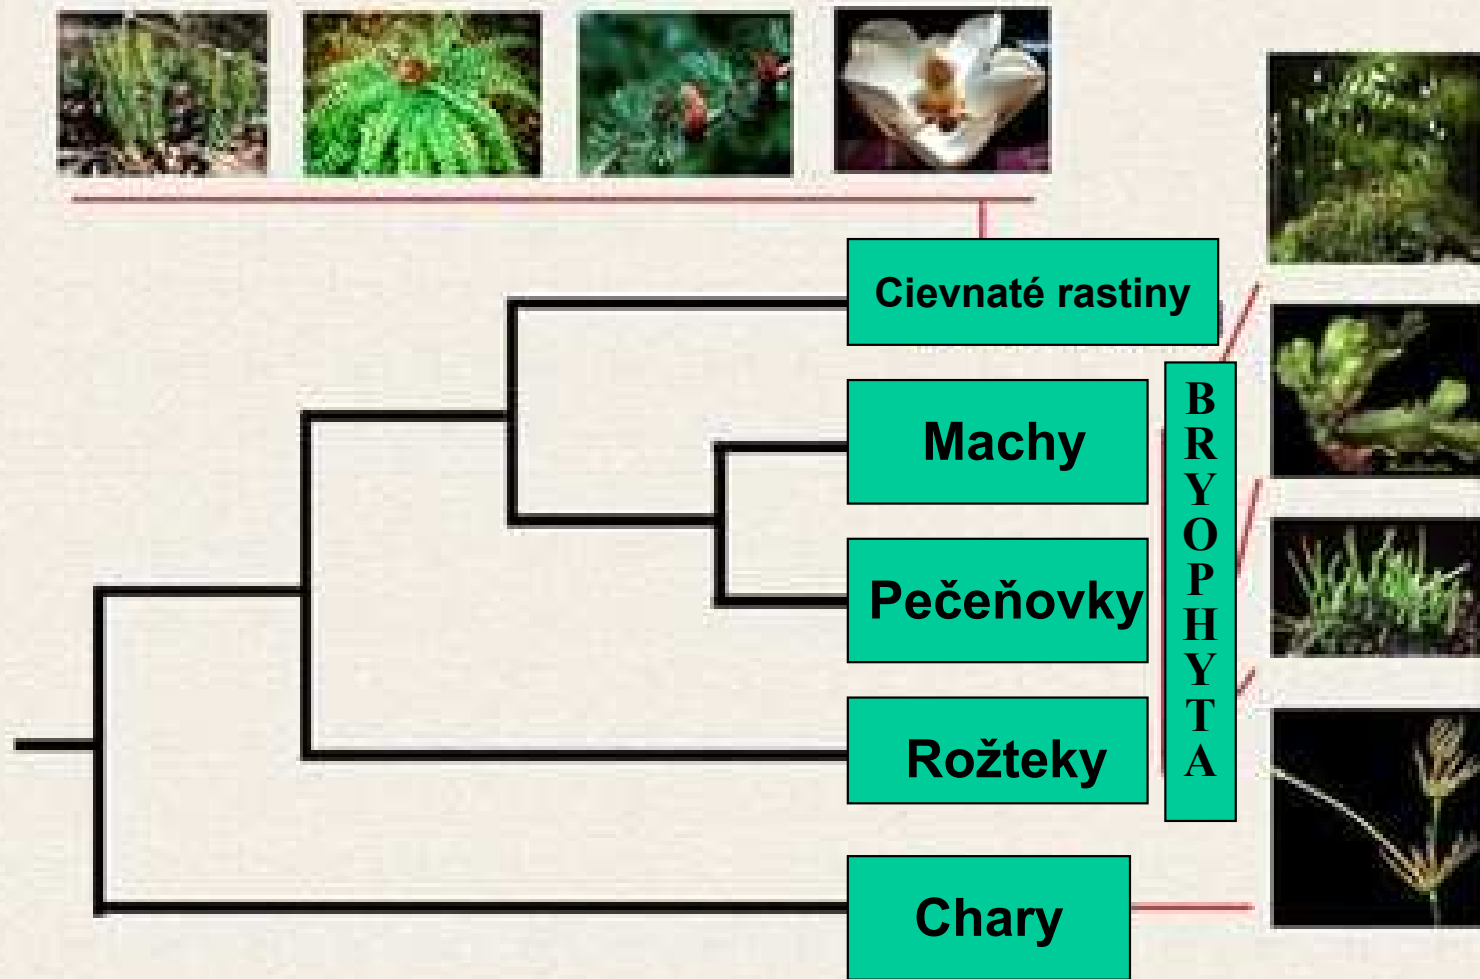 Cievnaté rastiny
Machy
Pečeňovky
Rožteky
Chary
BRYOPHYTA